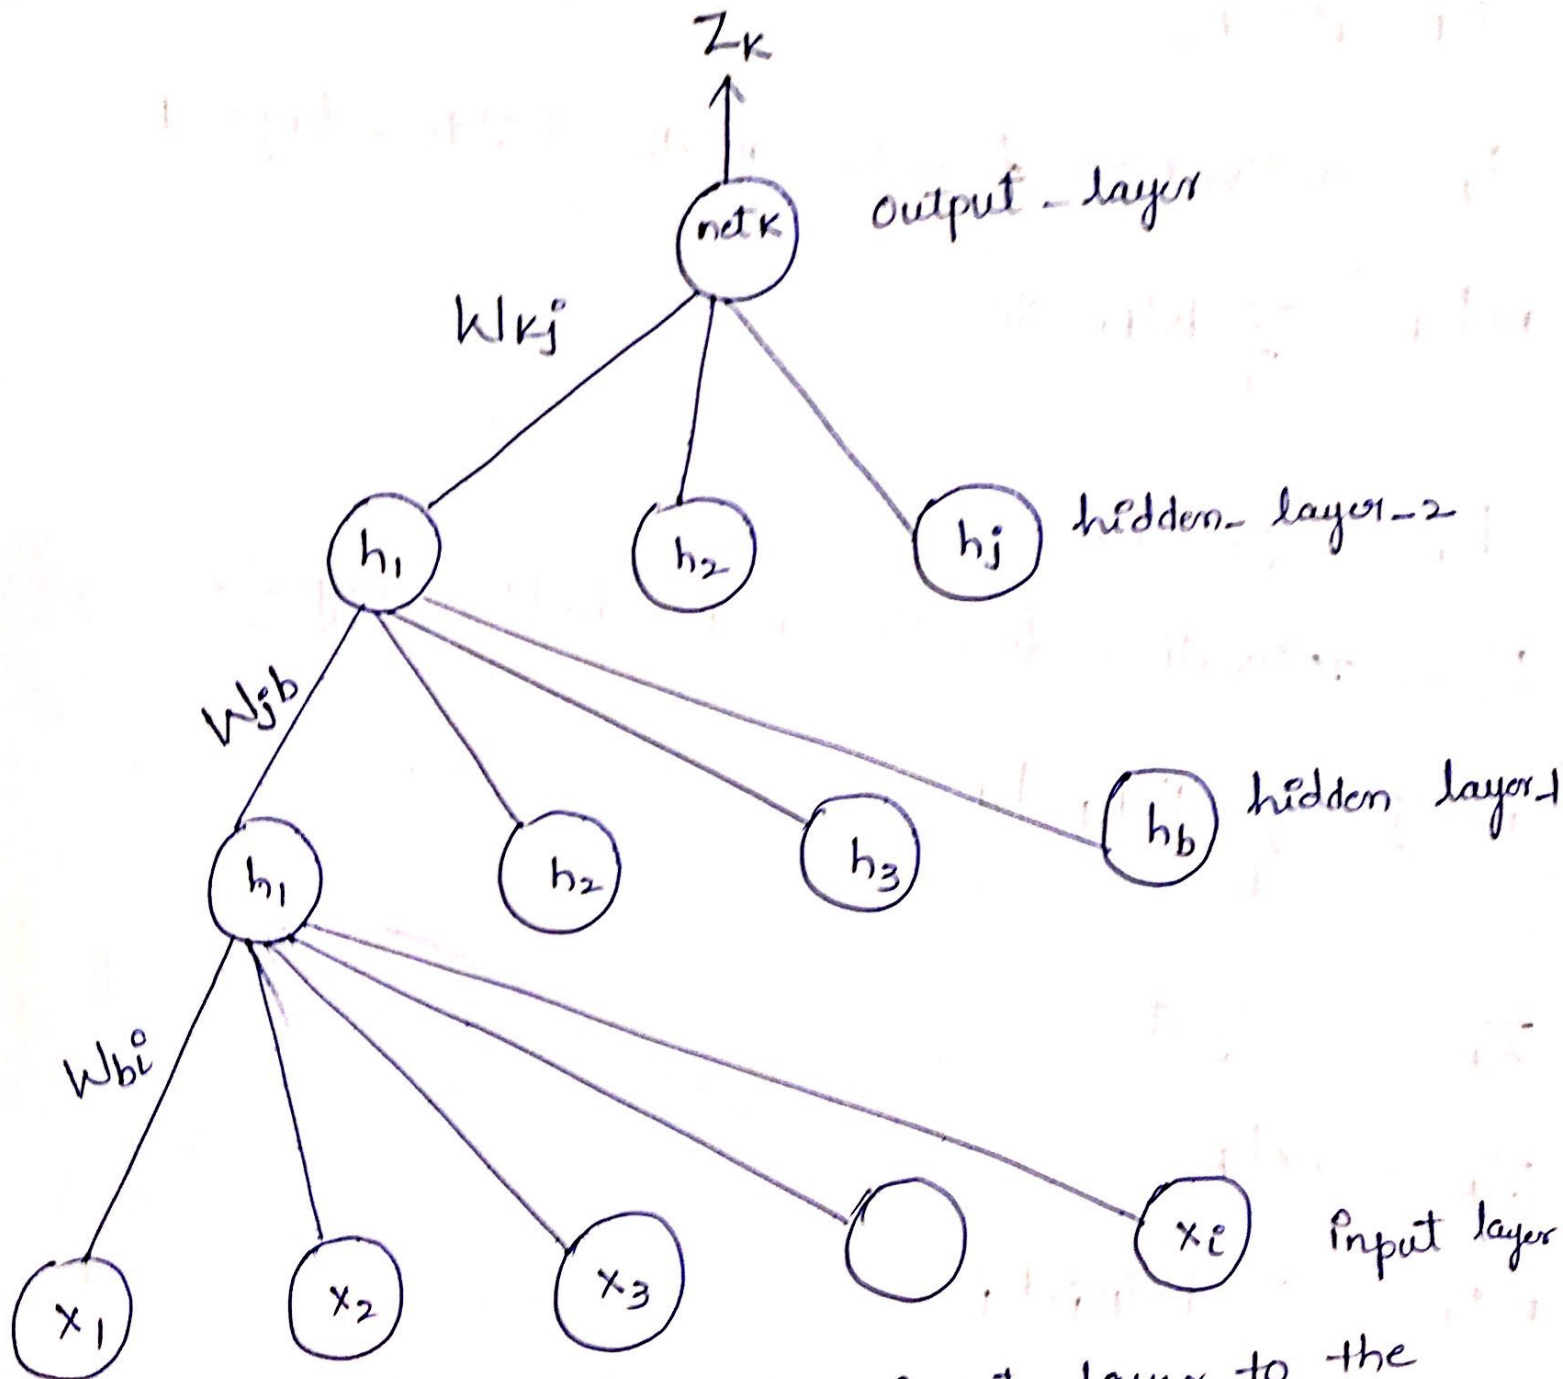 ZK
netK
output - layer
WKj
h1
h2
hj
hidden- layer-2
Wjb
h1
h2
h3
hb
hidden layer-1
Wbi
x1
x2
x3
xi
input layer
layer to the